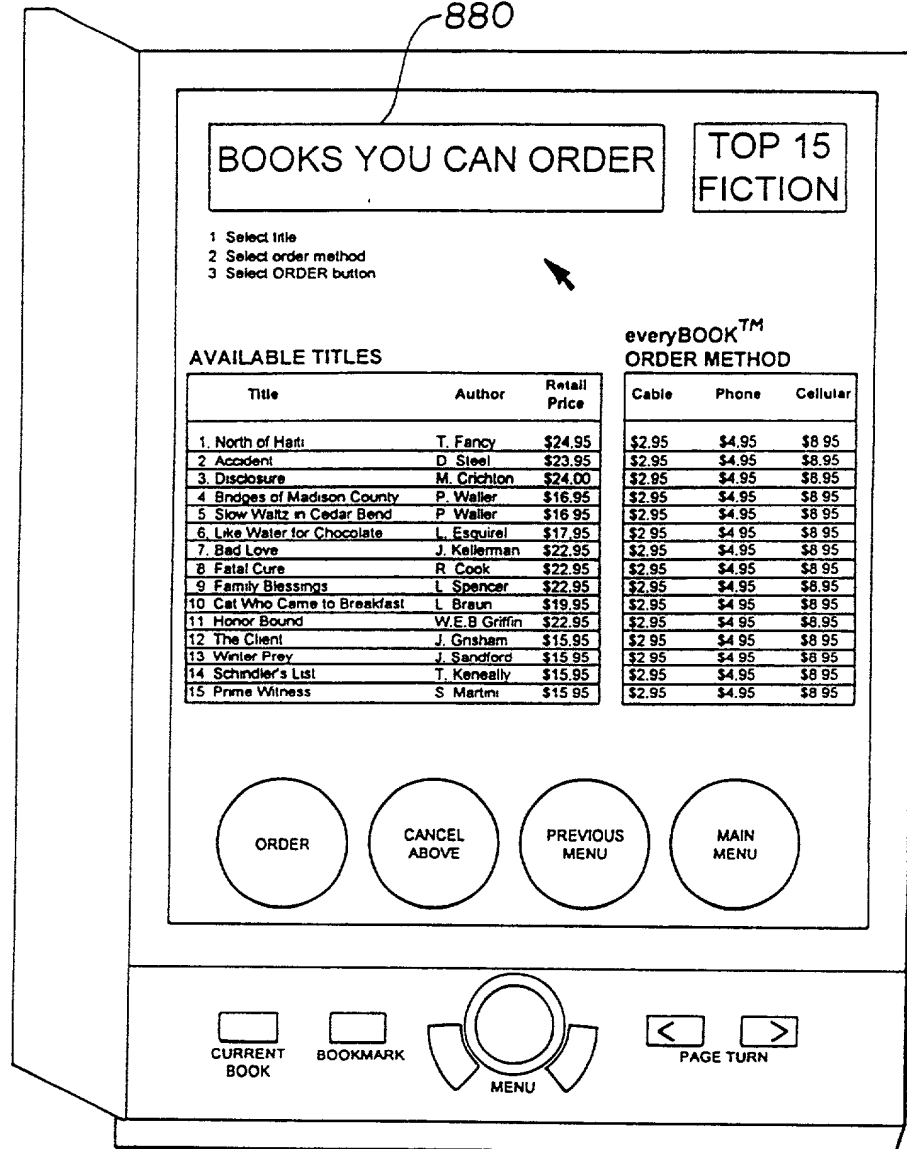 880
BOOKS YOU CAN ORDER
TOP 15
FICTION
1 Select title
2 Select order method
3 Select ORDER button
AVAILABLE TITLES
everyBOOK™
ORDER METHOD
Title Author Retail Price Cable Phone Cellular
1. North of Haiti T. Fancy $24.95 $2.95 $4.95 $8 95
2 Accident D Steel $23.95 $2.95 $4.95 $8.95
3. Disclosure M. Crichton $24.00 $2.95 $4.95 $8.95
4 Bridges of Madison County P. Waller $16.95 $2.95 $4.95 $8 95
5 Slow Waltz in Cedar Bend P Waller $16 95 $2.95 $4.95 $8 95
6. Like Water for Chocolate L. Esquirel $17.95 $2 95 $4.95 $8 95
7. Bad Love J. Kellerman $22.95 $2.95 $4.95 $8 95
8 Fatal Cure R Cook $22.95 $2.95 $4.95 $8 95
9 Family Blessings L Spencer $22.95 $2.95 $4.95 $8.95
10 Cat Who Came to Breakfast L Braun $19.95 $2.95 $4.95 $8 95
11 Honor Bound W.E.B Griffin $22.95 $2.95 $4.95 $8.95
12 The Client J. Grisham $15.95 $2 95 $4 95 $8 95
13 Winter Prey J. Sandford $15 95 $2 95 $4 95 $8 95
14 Schindler's List T. Keneally $15.95 $2.95 $4.95 $8 95
15 Prime Witness S Martini $15 95 $2.95 $4.95 $8 95
ORDER
CANCEL
ABOVE
PREVIOUS
MENU
MAIN
MENU
CURRENT
BOOK
BOOKMARK
MENU
< >
PAGE TURN